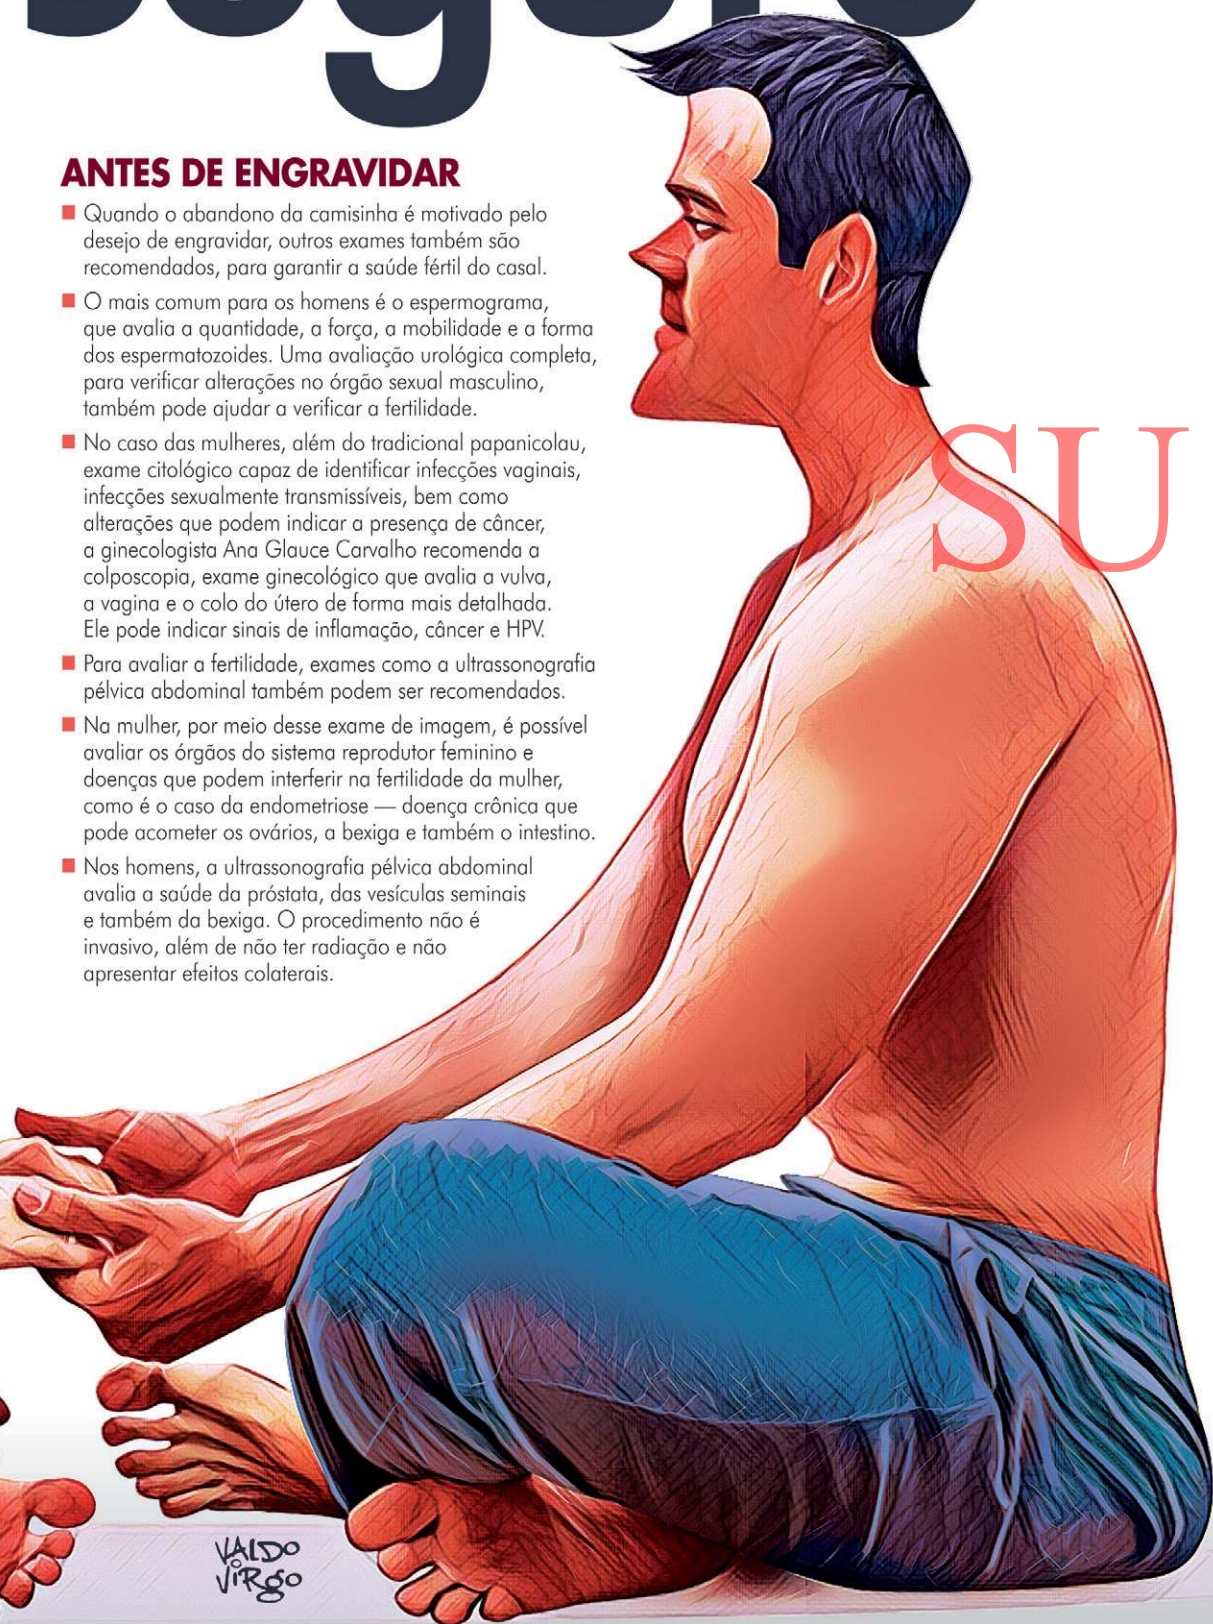 ANTES DE ENGRAVIDAR
■ Quando o abandono da camisinha é motivado pelo
desejo de engravidar, outros exames também são
recomendados, para garantir a saúde fértil do casal.
■ O mais comum para os homens é o espermograma,
que avalia a quantidade, a força, a mobilidade e a forma
dos espermatozoides. Uma avaliação urológica completa,
para verificar alterações no órgão sexual masculino,
também pode ajudar a verificar a fertilidade.
■ No caso das mulheres, além do tradicional papanicolau,
exame citológico capaz de identificar infecções vaginais,
infecções sexualmente transmissíveis, bem como
alterações que podem indicar a presença de câncer,
a ginecologista Ana Glauce Carvalho recomenda a
colposcopia, exame ginecológico que avalia a vulva,
a vagina e o colo do útero de forma mais detalhada.
Ele pode indicar sinais de inflamação, câncer e HPV.
■ Para avaliar a fertilidade, exames como a ultrassonografia
pélvica abdominal também podem ser recomendados.
■ Na mulher, por meio desse exame de imagem, é possível
avaliar os órgãos do sistema reprodutor feminino e
doenças que podem interferir na fertilidade da mulher,
como é o caso da endometriose — doença crônica que
pode acometer os ovários, a bexiga e também o intestino.
■ Nos homens, a ultrassonografia pélvica abdominal
avalia a saúde da próstata, das vesículas seminais
e também da bexiga. O procedimento não é
invasivo, além de não ter radiação e não
apresentar efeitos colaterais.
SU
VALDO
VIRGO